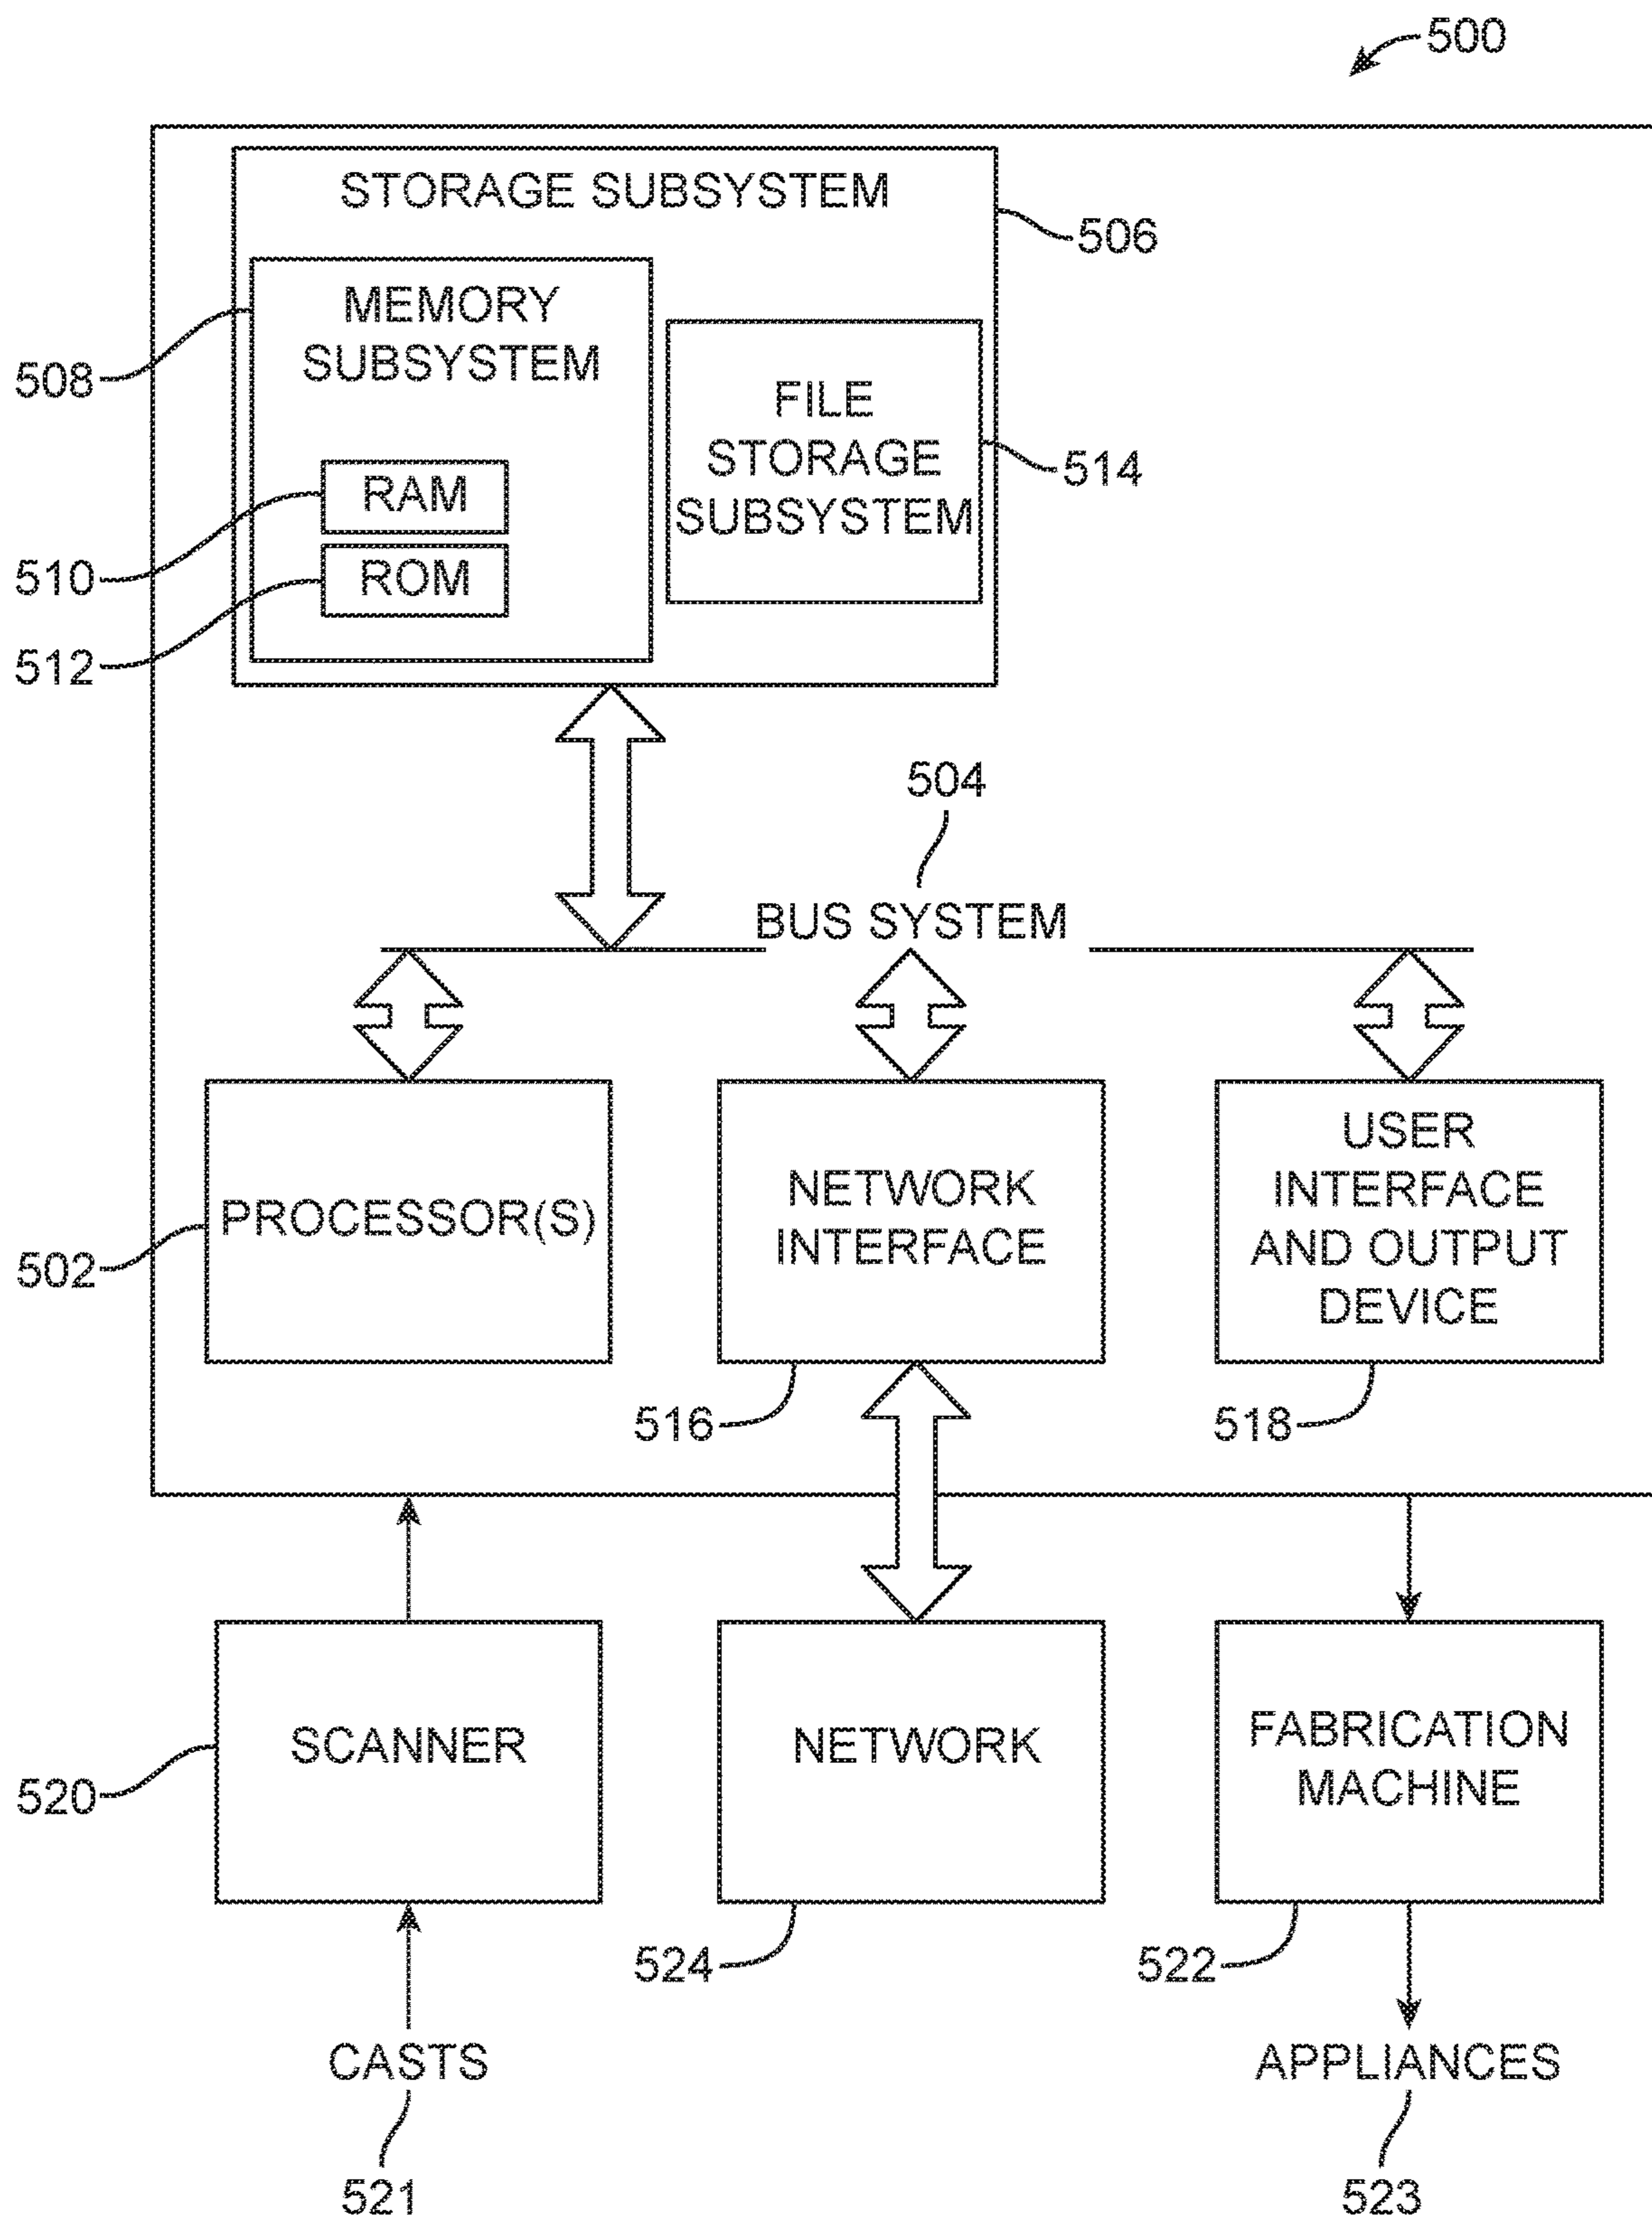 500
STORAGE SUBSYSTEM
506
MEMORY
SUBSYSTEM
508
FILE
STORAGE
SUBSYSTEM
514
RAM
510
ROM
512
504
BUS SYSTEM
PROCESSOR(S)
502
NETWORK
INTERFACE
516
USER
INTERFACE
AND OUTPUT
DEVICE
518
SCANNER
520
NETWORK
524
FABRICATION
MACHINE
522
CASTS
521
APPLIANCES
523